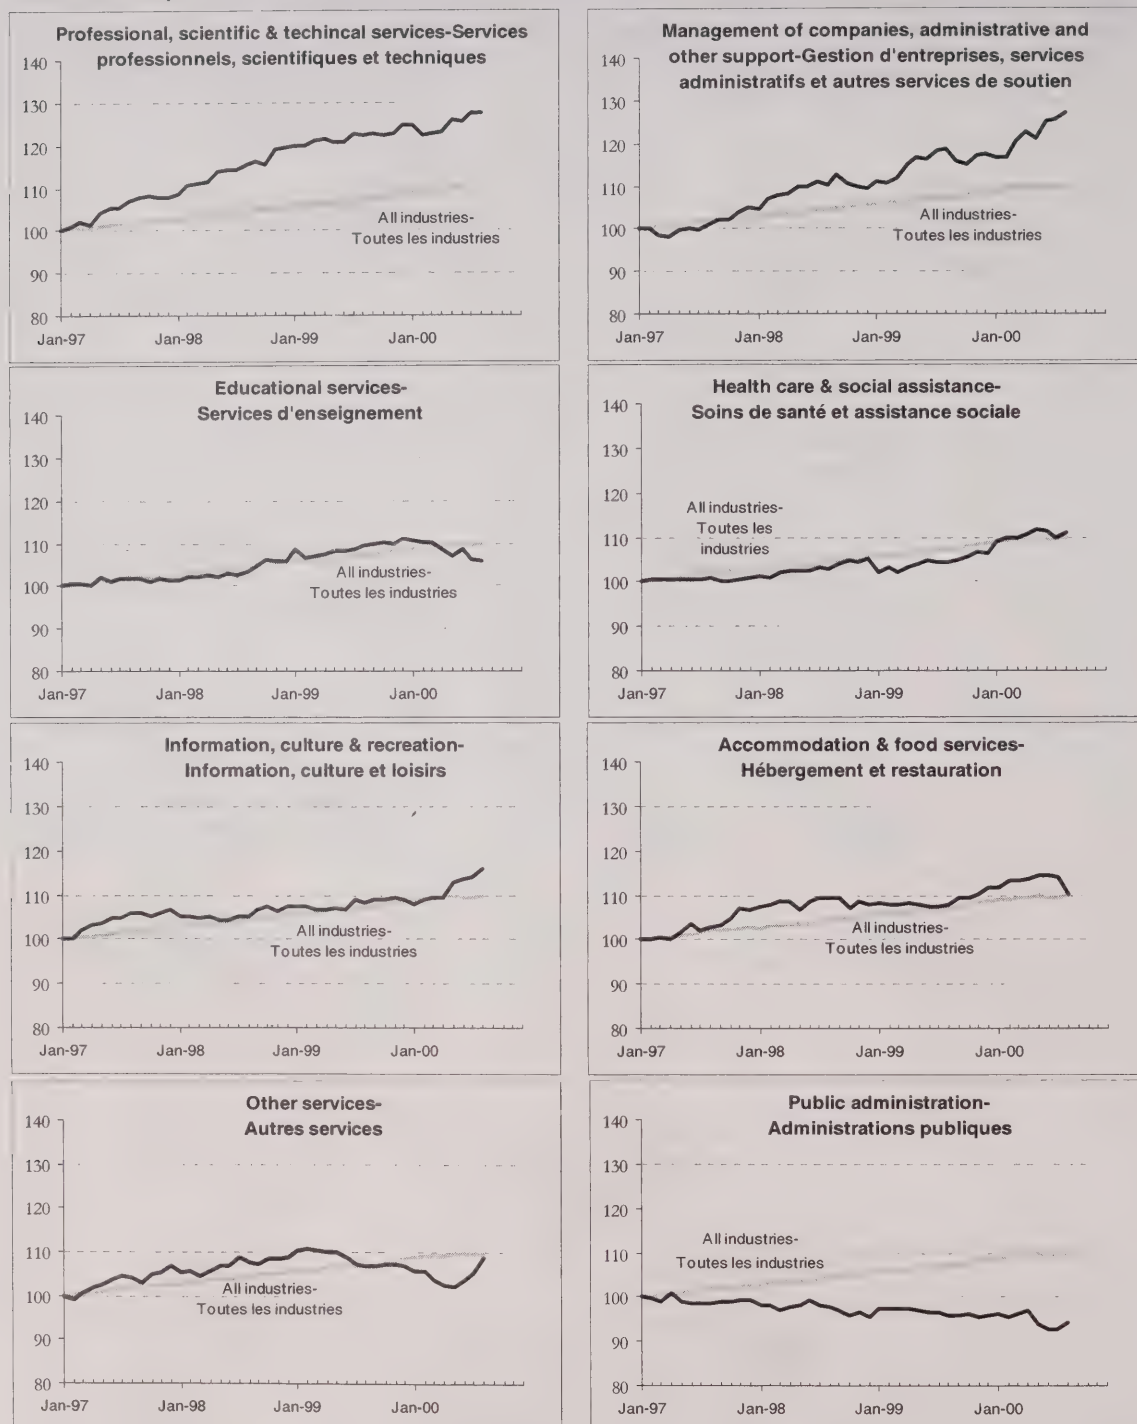 Professional, scientific & techincal services-Services
professionnels, scientifiques et techniques
140
130
120
110
100
90
80
All industries-
Toutes les industries
Jan-97 Jan-98 Jan-99 Jan-00
Management of companies, administrative and
other support-Gestion d'entreprises, services
administratifs et autres services de soutien
140
130
120
110
100
90
80
All industries-
Toutes les industries
Jan-97 Jan-98 Jan-99 Jan-00
Educational services-
Services d'enseignement
140
130
120
110
100
90
80
All industries-
Toutes les industries
Jan-97 Jan-98 Jan-99 Jan-00
Health care & social assistance-
Soins de santé et assistance sociale
140
130
120
110
100
90
80
All industries-
Toutes les
industries
Jan-97 Jan-98 Jan-99 Jan-00
Information, culture & recreation-
Information, culture et loisirs
140
130
120
110
100
90
80
All industries-
Toutes les industries
Jan-97 Jan-98 Jan-99 Jan-00
Accommodation & food services-
Hébergement et restauration
140
130
120
110
100
90
80
All industries-
Toutes les industries
Jan-97 Jan-98 Jan-99 Jan-00
Other services-
Autres services
140
130
120
110
100
90
80
All industries-
Toutes les industries
Jan-97 Jan-98 Jan-99 Jan-00
Public administration-
Administrations publiques
140
130
120
110
100
90
80
All industries-
Toutes les industries
Jan-97 Jan-98 Jan-99 Jan-00